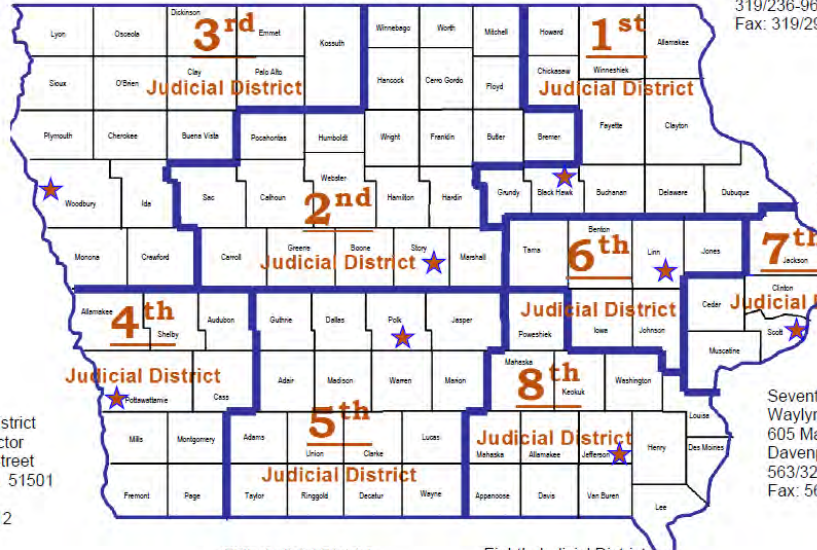 319/236-96
Fax: 319/29
Lyon Osceola Dickinson Emmet Kossuth Winnebago Worth Mitchell Howard Allamakee
3rd
Judicial District
1st
Judicial District
Sioux O'Brien Clay Palo Alto Hancock Cerro Gordo Floyd Chickasaw Winneshiek
Plymouth Cherokee Buena Vista Pocahontas Humboldt Wright Franklin Butler Bremer Fayette Clayton
Woodbury Ida Sac Calhoun Webster Hamilton Hardin Grundy Black Hawk Buchanan Delaware Dubuque
2nd
Judicial District
Monona Crawford Carroll Greene Boone Story Marshall Tama Benton Linn Jones Jackson
6th
Judicial District
7th
Judicial
Clinton
Cedar
Scott
Muscatine
Allamakee Shelby Audubon Guthrie Dallas Polk Jasper Poweshiek Iowa Johnson
4th
Judicial District
Pottawattamie Cass Adair Madison Warren Marion Mahaska Keokuk Washington
8th
Judicial District
Louisa
Mills Montgomery Adams Union Clarke Lucas Mahaska Allamakee Jefferson Henry Des Moines
5th
Judicial District
Fremont Page Taylor Ringgold Decatur Wayne Appanoose Davis Van Buren Lee
strict
ctor
treet
51501
2
Sevent
Waylyn
605 Ma
Davenp
563/32
Fax: 56